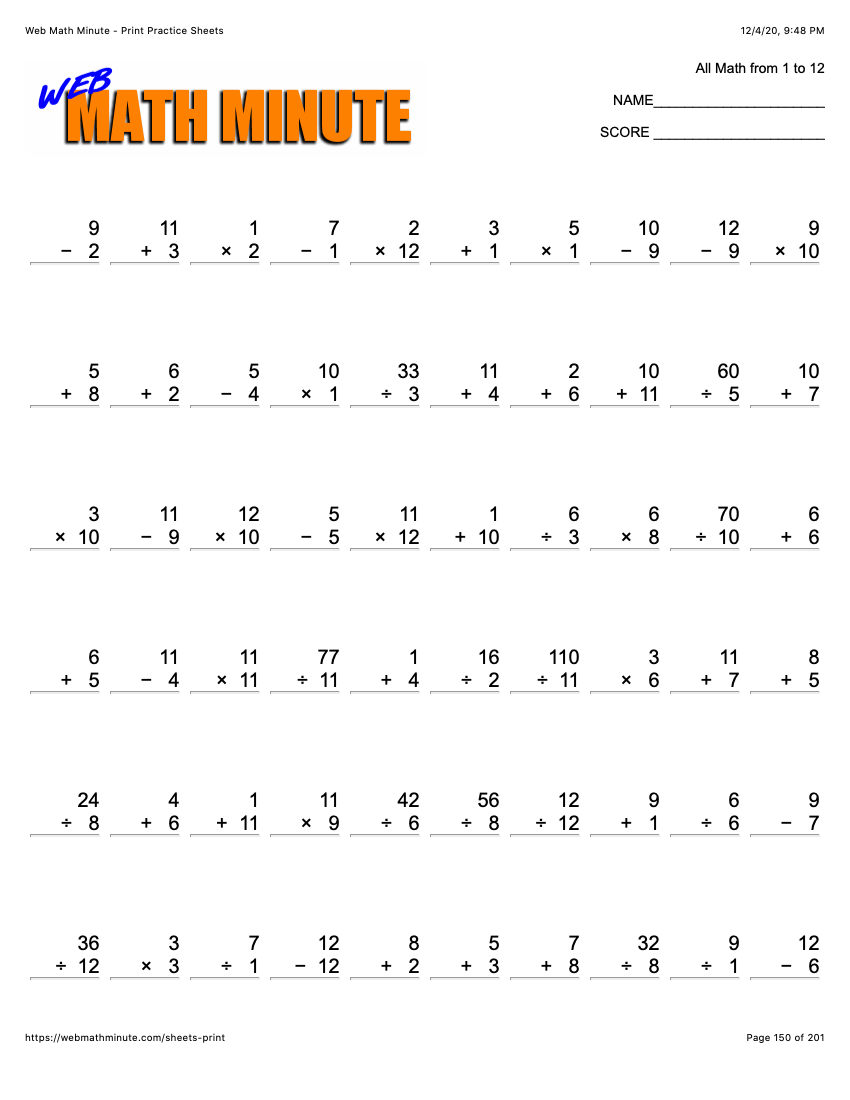 Web Math Minute - Print Practice Sheets 12/4/20, 9:48 PM
WEB
MATH MINUTE
All Math from 1 to 12
NAME______________________
SCORE ______________________
9 11 1 7 2 3 5 10 12 9
− 2 + 3 × 2 − 1 × 12 + 1 × 1 − 9 − 9 × 10
5 6 5 10 33 11 2 10 60 10
+ 8 + 2 − 4 × 1 ÷ 3 + 4 + 6 + 11 ÷ 5 + 7
3 11 12 5 11 1 6 6 70 6
× 10 − 9 × 10 − 5 × 12 + 10 ÷ 3 × 8 ÷ 10 + 6
6 11 11 77 1 16 110 3 11 8
+ 5 − 4 × 11 ÷ 11 + 4 ÷ 2 ÷ 11 × 6 + 7 + 5
24 4 1 11 42 56 12 9 6 9
÷ 8 + 6 + 11 × 9 ÷ 6 ÷ 8 ÷ 12 + 1 ÷ 6 − 7
36 3 7 12 8 5 7 32 9 12
÷ 12 × 3 ÷ 1 − 12 + 2 + 3 + 8 ÷ 8 ÷ 1 − 6
https://webmathminute.com/sheets-print Page 150 of 201